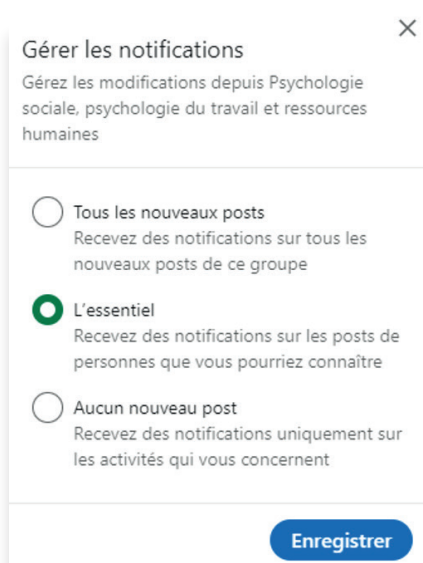 Gérer les notifications
Gérez les modifications depuis Psychologie
sociale, psychologie du travail et ressources
humaines
Tous les nouveaux posts
Recevez des notifications sur tous les
nouveaux posts de ce groupe
L’essentiel
Recevez des notifications sur les posts de
personnes que vous pourriez connaître
Aucun nouveau post
Recevez des notifications uniquement sur
les activités qui vous concernent
Enregistrer